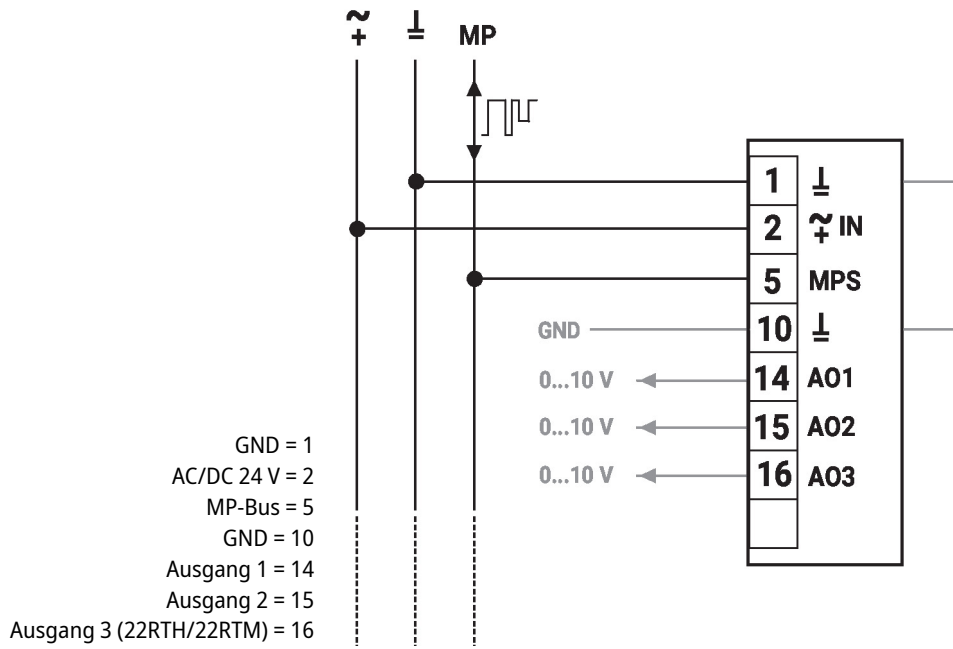 ~
+ ⊥ MP
1 ⊥
2 ~
+ IN
5 MPS
GND 10 ⊥
0...10 V 14 AO1
0...10 V 15 AO2
0...10 V 16 AO3
GND = 1
AC/DC 24 V = 2
MP-Bus = 5
GND = 10
Ausgang 1 = 14
Ausgang 2 = 15
Ausgang 3 (22RTH/22RTM) = 16